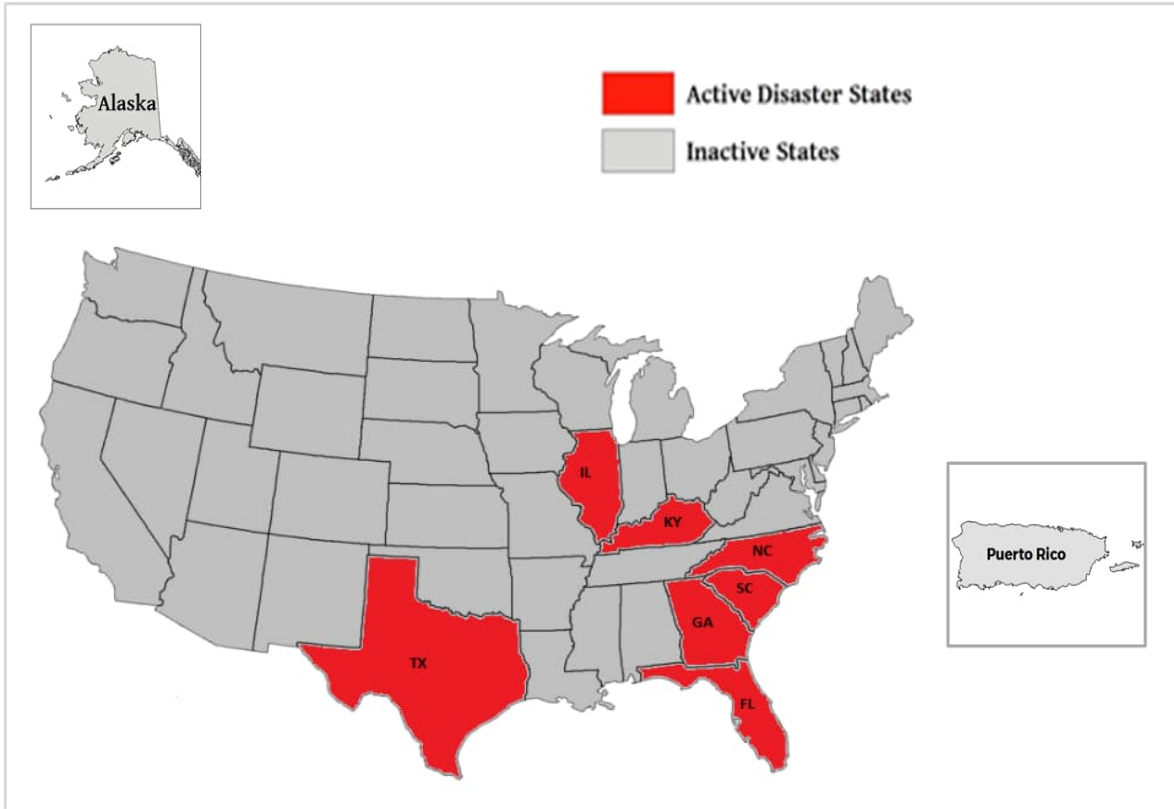 Alaska
Active Disaster States
Inactive States
IL
KY
NC
SC
GA
TX
FL
Puerto Rico